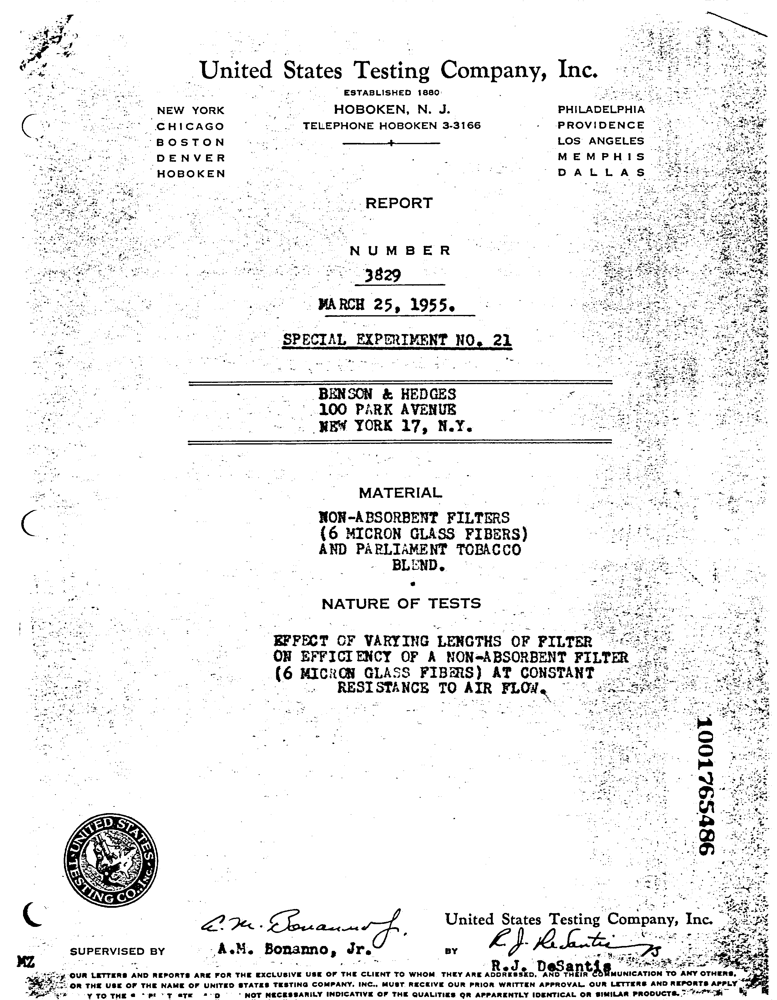 United States Testing Company, Inc.
ESTABLISHED 1880
HOBOKEN, N. J.
TELEPHONE HOBOKEN 3-3166
NEW YORK
CHICAGO
BOSTON
DENVER
HOBOKEN
PHILADELPHIA
PROVIDENCE
LOS ANGELES
MEMPHIS
DALLAS
REPORT
NUMBER
3829
MARCH 25, 1955.
SPECIAL EXPERIMENT NO. 21
BENSON & HEDGES
100 PARK AVENUE
NEW YORK 17, N.Y.
MATERIAL
NON-ABSORBENT FILTERS
(6 MICRON GLASS FIBERS)
AND PARLIAMENT TOBACCO
BLEND.
NATURE OF TESTS
EFFECT OF VARYING LENGTHS OF FILTER
ON EFFICIENCY OF A NON-ABSORBENT FILTER
(6 MICRON GLASS FIBERS) AT CONSTANT
RESISTANCE TO AIR FLOW.
1001765486
UNITED STATES TESTING CO. INC.
A. M. Bonanno Jr.
United States Testing Company, Inc.
R J. DeSantis
SUPERVISED BY A.M. Bonanno, Jr.
BY R.J. DeSantis
MZ
OUR LETTERS AND REPORTS ARE FOR THE EXCLUSIVE USE OF THE CLIENT TO WHOM THEY ARE ADDRESSED, AND THEIR COMMUNICATION TO ANY OTHERS,
OR THE USE OF THE NAME OF UNITED STATES TESTING COMPANY, INC., MUST RECEIVE OUR PRIOR WRITTEN APPROVAL. OUR LETTERS AND REPORTS APPLY
TO THE NOT NECESSARILY INDICATIVE OF THE QUALITIES OR APPARENTLY IDENTICAL OR SIMILAR PRODUCTS.